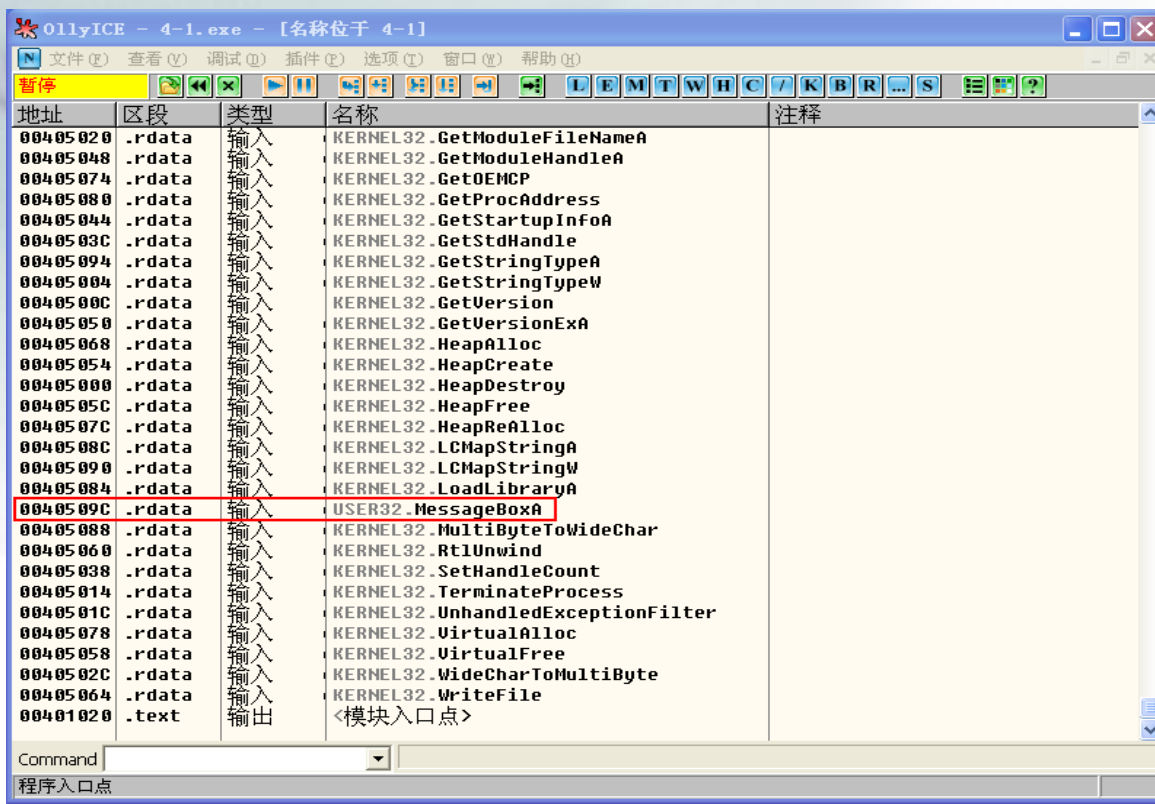 OllyICE - 4-1.exe - [名称位于 4-1]
N 文件(F) 查看(V) 调试(D) 插件(P) 选项(T) 窗口(W) 帮助(H)
暂停 L E M T W H C / K B R ... S ?
地址 区段 类型 名称 注释
00405020 .rdata 输入 KERNEL32.GetModuleFileNameA
00405048 .rdata 输入 KERNEL32.GetModuleHandleA
00405074 .rdata 输入 KERNEL32.GetOEMCP
00405080 .rdata 输入 KERNEL32.GetProcAddress
00405044 .rdata 输入 KERNEL32.GetStartupInfoA
0040503C .rdata 输入 KERNEL32.GetStdHandle
00405094 .rdata 输入 KERNEL32.GetStringTypeA
00405004 .rdata 输入 KERNEL32.GetStringTypeW
0040500C .rdata 输入 KERNEL32.GetVersion
00405050 .rdata 输入 KERNEL32.GetVersionExA
00405068 .rdata 输入 KERNEL32.HeapAlloc
00405054 .rdata 输入 KERNEL32.HeapCreate
00405000 .rdata 输入 KERNEL32.HeapDestroy
0040505C .rdata 输入 KERNEL32.HeapFree
0040507C .rdata 输入 KERNEL32.HeapReAlloc
0040508C .rdata 输入 KERNEL32.LCMapStringA
00405090 .rdata 输入 KERNEL32.LCMapStringW
00405084 .rdata 输入 KERNEL32.LoadLibraryA
0040509C .rdata 输入 USER32.MessageBoxA
00405088 .rdata 输入 KERNEL32.MultiByteToWideChar
00405060 .rdata 输入 KERNEL32.RtlUnwind
00405038 .rdata 输入 KERNEL32.SetHandleCount
00405014 .rdata 输入 KERNEL32.TerminateProcess
0040501C .rdata 输入 KERNEL32.UnhandledExceptionFilter
00405078 .rdata 输入 KERNEL32.VirtualAlloc
00405058 .rdata 输入 KERNEL32.VirtualFree
0040502C .rdata 输入 KERNEL32.WideCharToMultiByte
00405064 .rdata 输入 KERNEL32.WriteFile
00401020 .text 输出 <模块入口点>
Command
程序入口点